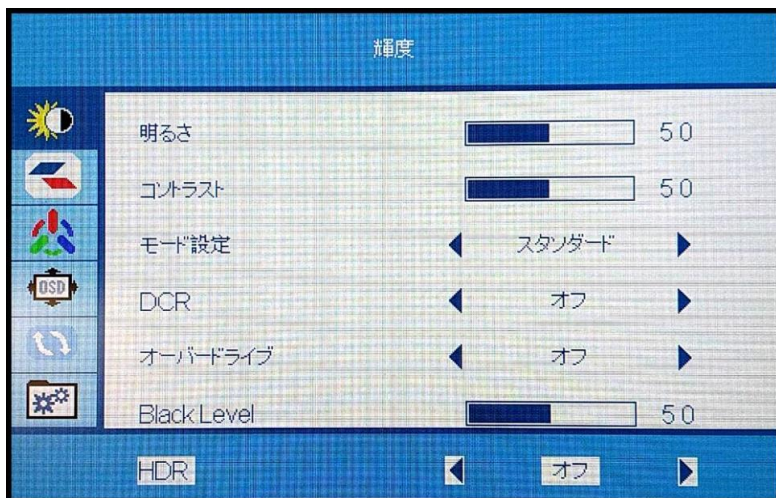 輝度
明るさ 50
コントラスト 50
モード設定 スタンダード
DCR オフ
OSD
オーバードライブ オフ
Black Level 50
HDR オフ